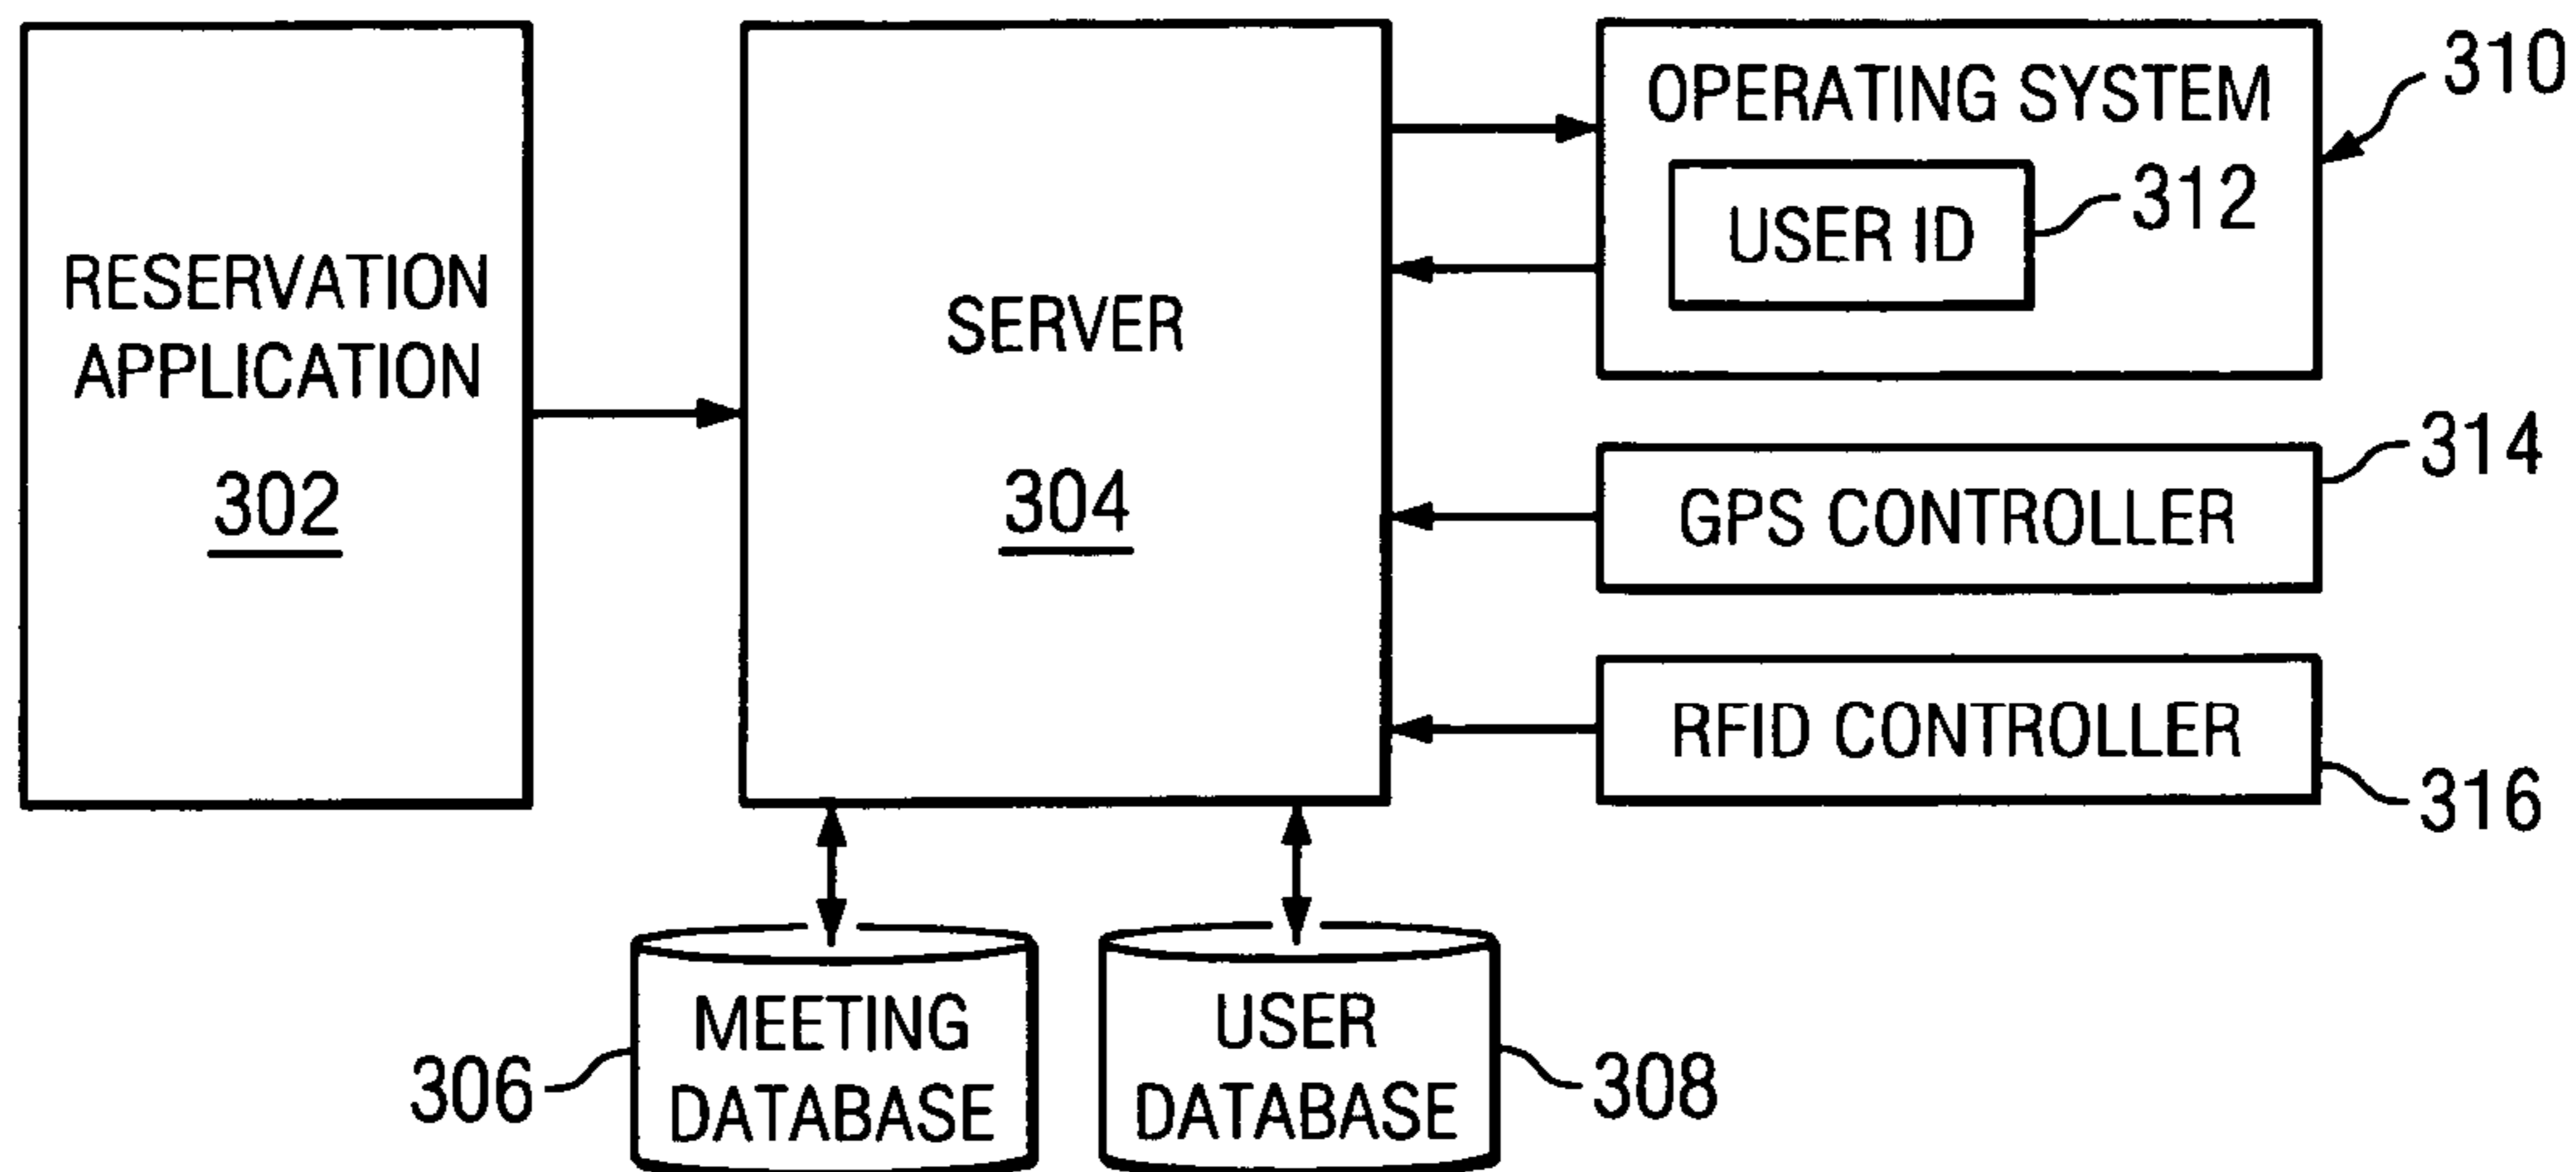 RESERVATION
APPLICATION
302
SERVER
304
OPERATING SYSTEM
310
USER ID
312
GPS CONTROLLER
314
RFID CONTROLLER
316
MEETING
DATABASE
306
USER
DATABASE
308